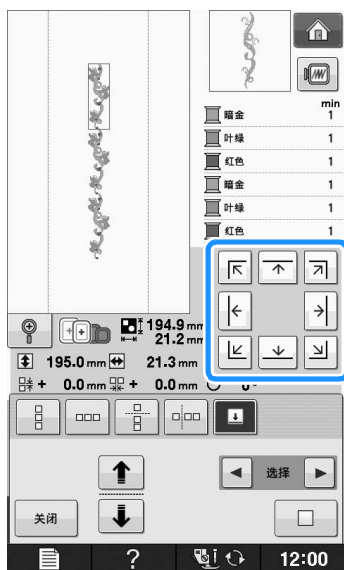 min
暗金 1
叶绿 1
红色 1
暗金 1
叶绿 1
红色 1
194.9 mm
21.2 mm
195.0 mm 21.3 mm
+ 0.0 mm + 0.0 mm 0°
选择
关闭
? 12:00